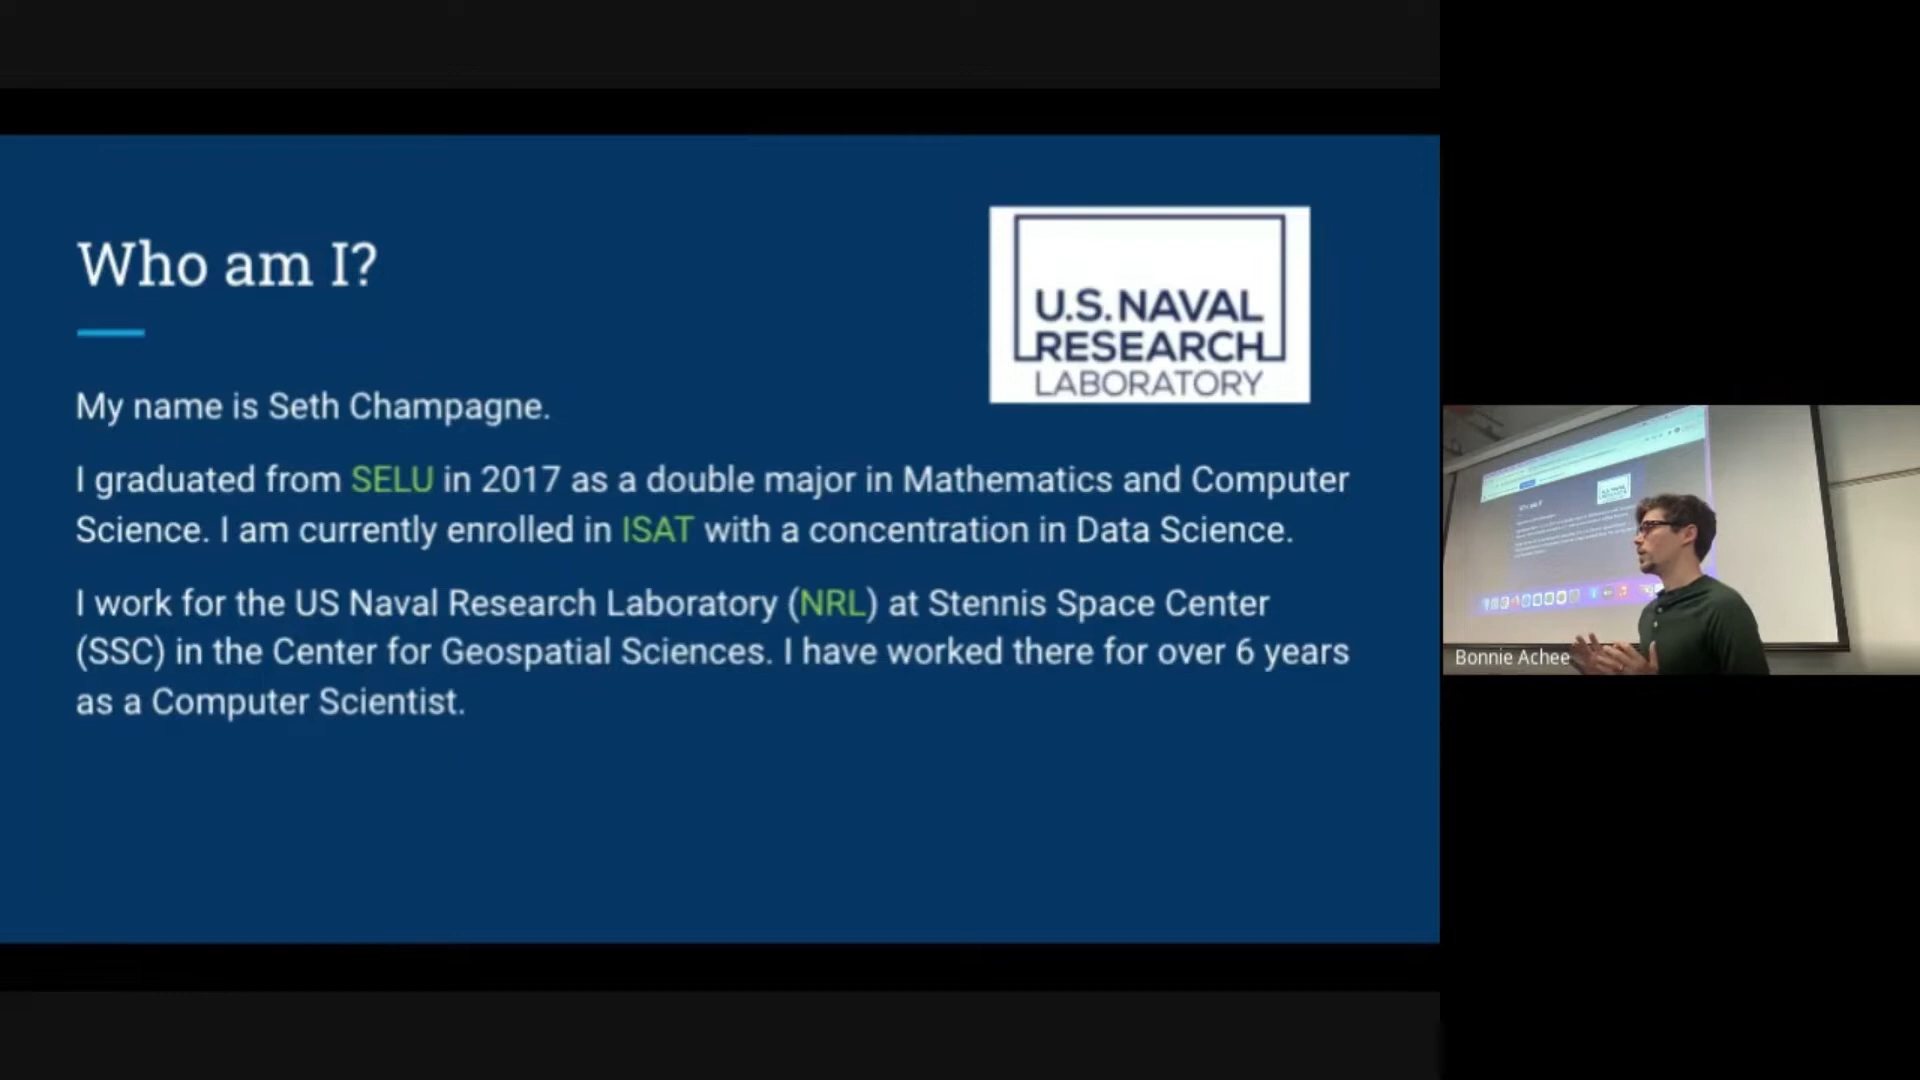 Who am I?
U.S. NAVAL
RESEARCH
LABORATORY
My name is Seth Champagne.
I graduated from SELU in 2017 as a double major in Mathematics and Computer
Science. I am currently enrolled in ISAT with a concentration in Data Science.
I work for the US Naval Research Laboratory (NRL) at Stennis Space Center
(SSC) in the Center for Geospatial Sciences. I have worked there for over 6 years
as a Computer Scientist.
Bonnie Achee